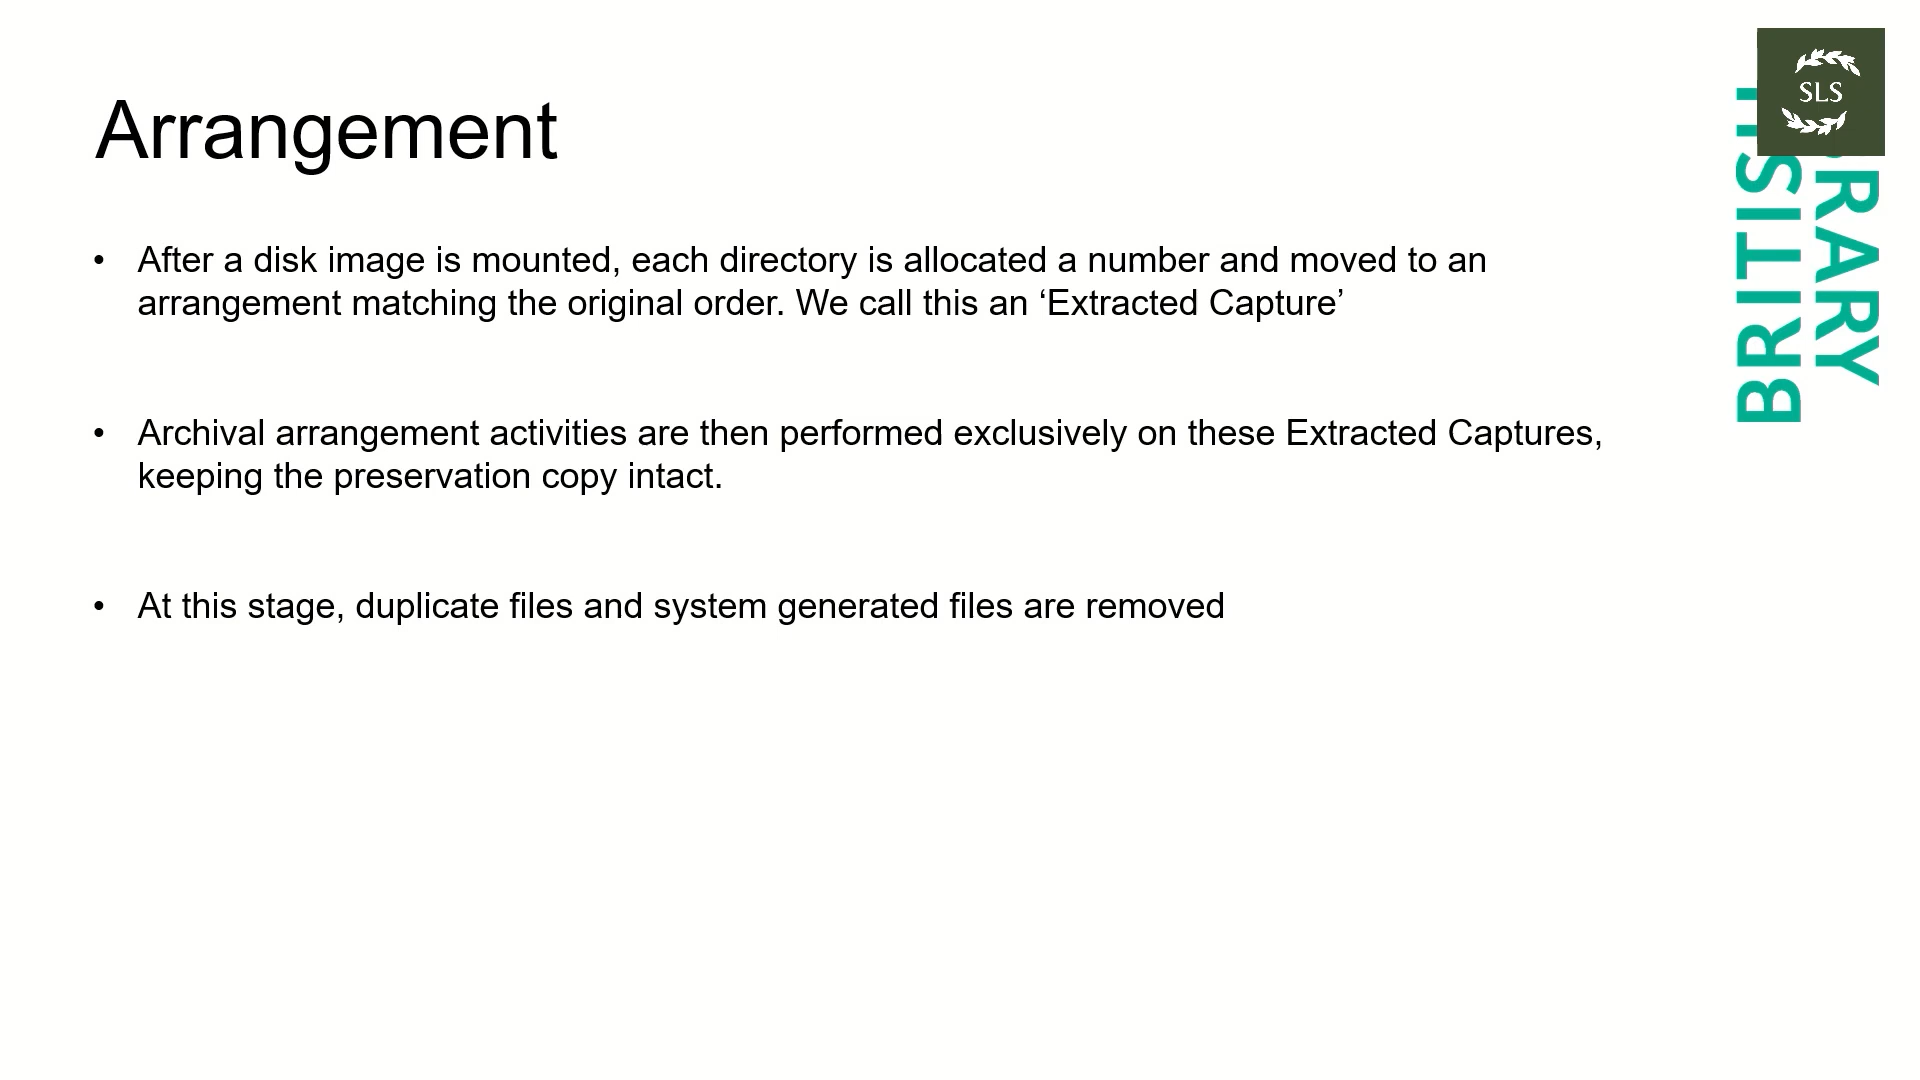 Arrangement
• After a disk image is mounted, each directory is allocated a number and moved to an
arrangement matching the original order. We call this an ‘Extracted Capture’
• Archival arrangement activities are then performed exclusively on these Extracted Captures,
keeping the preservation copy intact.
• At this stage, duplicate files and system generated files are removed
SLS